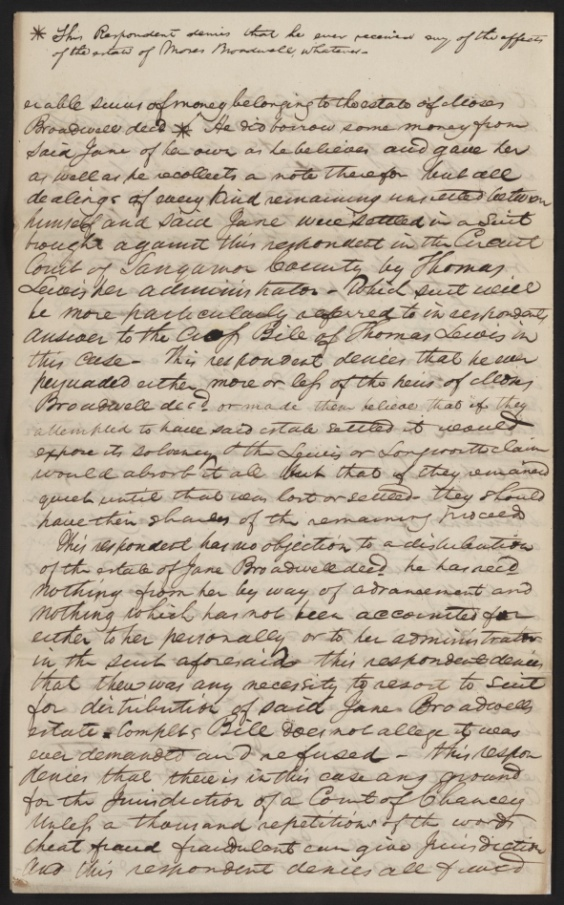 * This Respondent denies that he ever received any of the effects
of the estate of Moses Broadwell, whatever.
erable sums of money belonging to the estate of Moses
Broadwell decd * He did borrow some money from
said Jane of her own as he believes and gave her
as well as he recollects a note therefor but all
dealings of every kind remaining unsettled between
himself and said Jane were settled in a Suit
brought against this respondent in the Circuit
Court of Sangamon County by Thomas
Lewis her administrator - Which suit will
be more particularly referred to in respondents
answer to the Bill of Thomas Lewis in
this case - This respondent denies that he ever
persuaded either more or less of the heirs of Moses
Broadwell decd or made them believe that if they
attempted to have said estate settled it would
expose its solvency & the Lewis or Longworth claim
would absorb it all but that if they remained
quiet until that was lost or settled they should
have their shares of the remaining proceed
This respondent has no objection to a distribution
of the estate of Jane Broadwell decd he has recd
nothing from her by way of advancement and
nothing which has not been accounted for
either to her personally or to her administrator
in the suit aforesaid this respondent denies
that there was any necessity to resort to Suit
for distribution of said Jane Broadwells
estate. Complts Bill does not allege it was
ever demanded and refused - this respon
denies that there is in this case any ground
for the Jurisdiction of a Court of Chancery
Unless a thousand repetitions of the words
cheat fraud fraudulent can give Jurisdiction
and this respondent denies all fraud